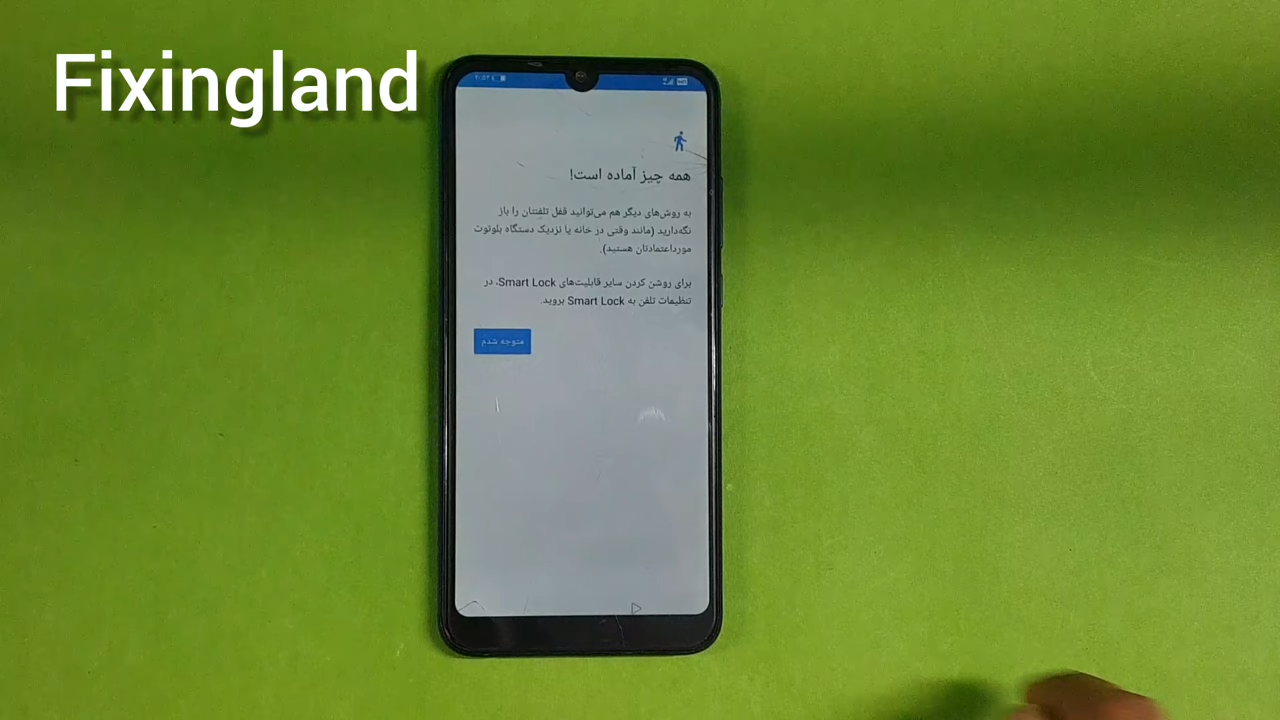 Fixingland
همه چیز آماده است!
به روش‌های دیگر هم می‌توانید قفل تلفنتان را باز
نگه‌دارید (مانند وقتی در خانه یا نزدیک دستگاه بلوتوث
مورداعتمادتان هستید).
برای روشن کردن سایر قابلیت‌های Smart Lock، در
تنظیمات تلفن به Smart Lock بروید.
متوجه شدم